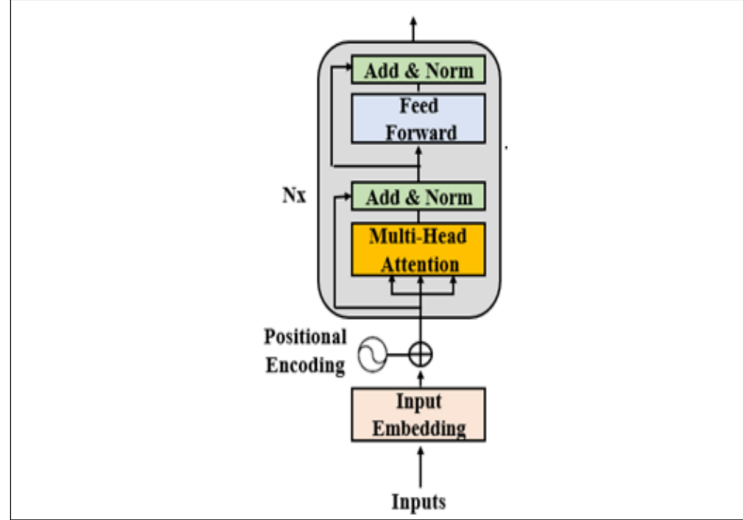 Add & Norm
Feed
Forward
Nx
Add & Norm
Multi-Head
Attention
Positional
Encoding
Input
Embedding
Inputs